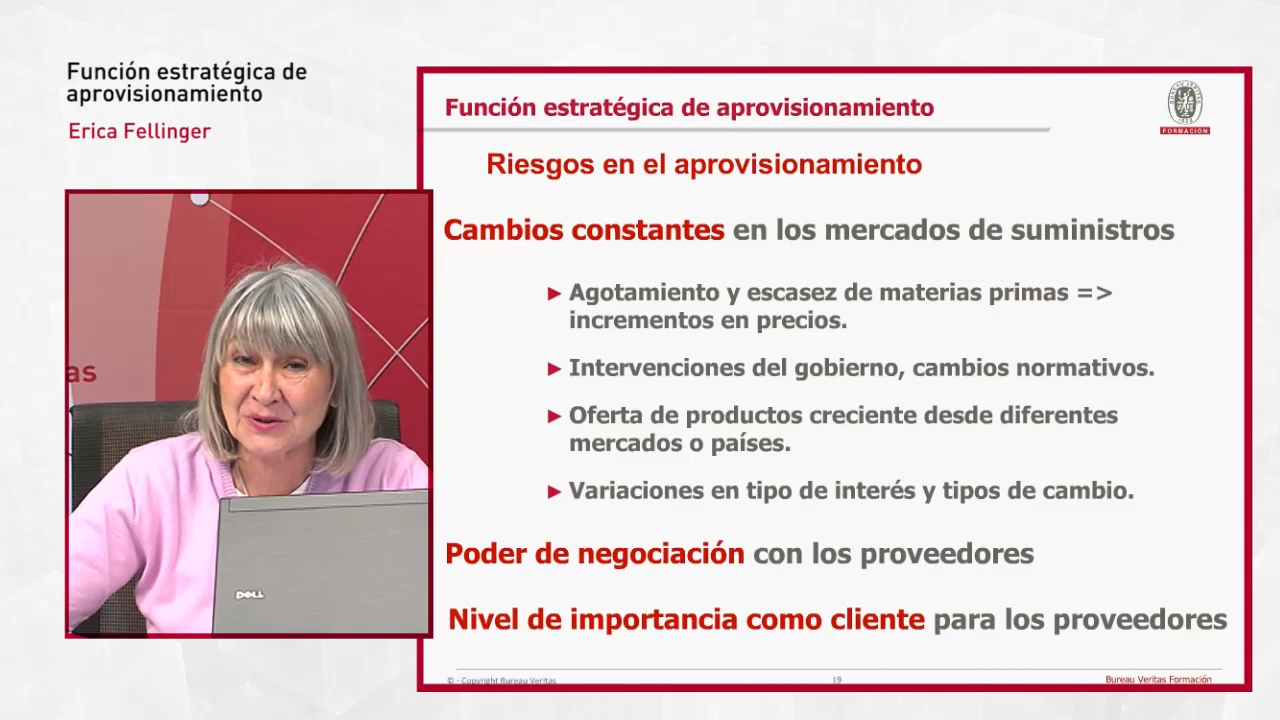 Función estratégica de
aprovisionamiento
Erica Fellinger
Función estratégica de aprovisionamiento
FORMACIÓN
Riesgos en el aprovisionamiento
Cambios constantes en los mercados de suministros
► Agotamiento y escasez de materias primas =>
incrementos en precios.
► Intervenciones del gobierno, cambios normativos.
► Oferta de productos creciente desde diferentes
mercados o países.
► Variaciones en tipo de interés y tipos de cambio.
Poder de negociación con los proveedores
Nivel de importancia como cliente para los proveedores
© - Copyright Bureau Veritas
19
Bureau Veritas Formación
as
DELL